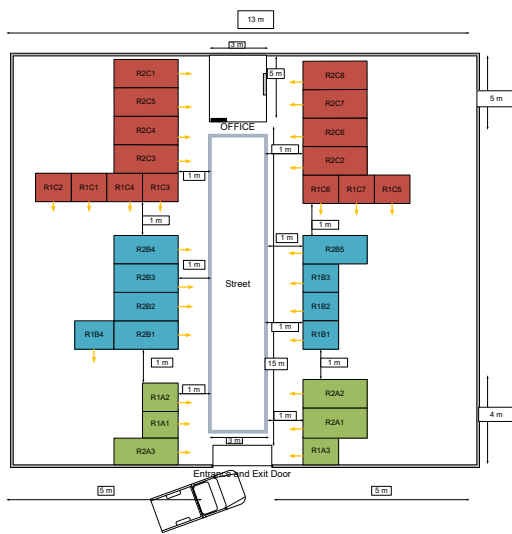 13 m
3 m
5 m
5 m
OFFICE
R2C1
R2C8
R2C5
R2C7
R2C4
R2C6
R2C3
R2C2
1 m
1 m
R1C2 R1C1 R1C4 R1C3
R1C6 R1C7 R1C5
1 m
1 m
R2B4
R2B5
1 m
1 m
R2B3
R1B3
Street
R2B2
R1B2
1 m
R1B4 R2B1
R1B1
1 m
15 m
1 m
1 m
R1A2
R2A2
R1A1
R2A1
1 m
4 m
3 m
R2A3
R1A3
Entrance and Exit Door
5 m
5 m